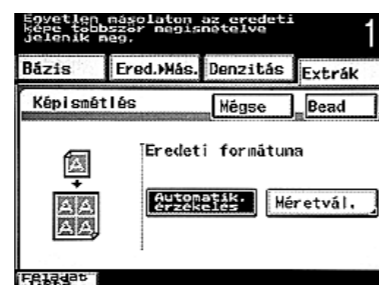 Egyetlen másolaton az eredeti
képe többször megismételve
jelenik meg.
1
Bázis
Ered.▶Más.
Denzitás
Extrák
Képismétlés
Mégse
Bead
Eredeti formátuna
Automatik.
érzékelés
Méretvál.
A
A A
A A
Feladat